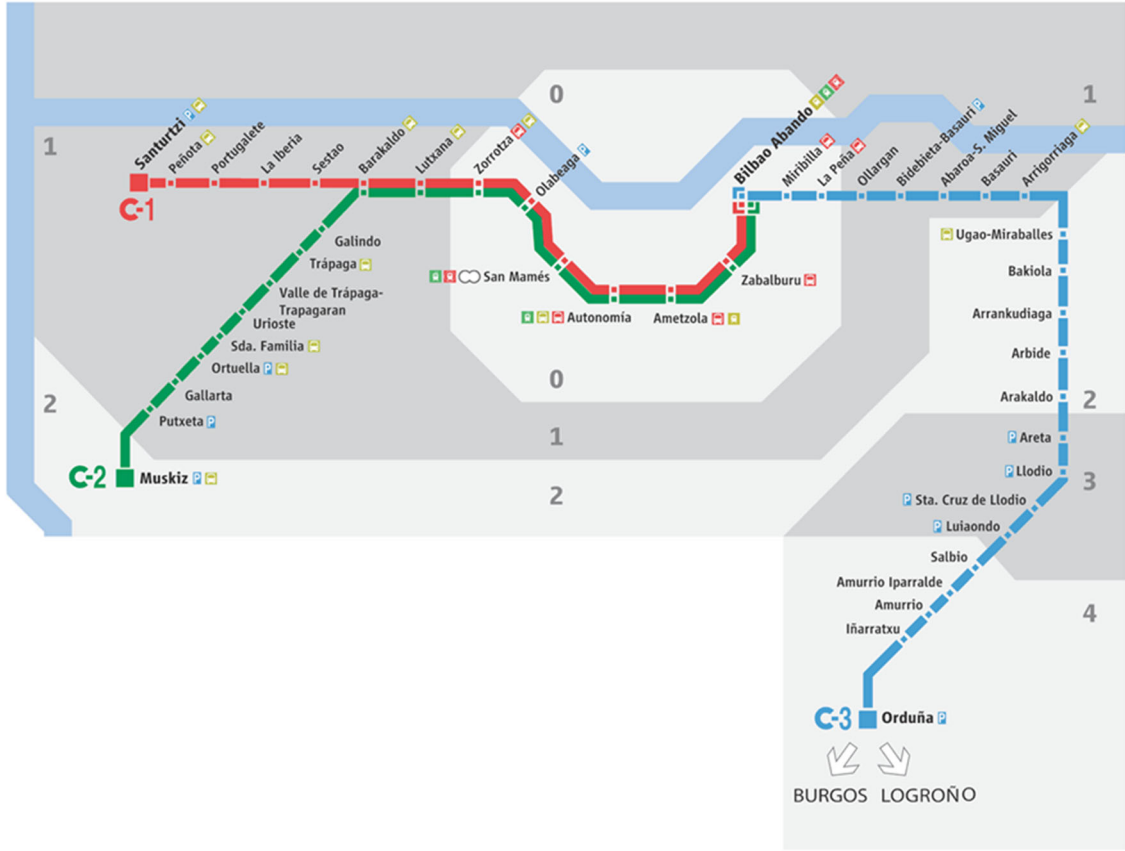 0
1
1
Santurtzi P
Peñota
Portugalete
La Iberia
Sestao
Barakaldo
Lutxana
Zorrotza
Olabeaga P
Bilbao Abando
Miribilla
La Peña
Ollargan
Bidebieta-Basauri P
Abaroa-S. Miguel
Basauri
Arrigorriaga
C-1
Galindo
Trápaga
Valle de Trápaga-
Trapagaran
Urioste
Sda. Familia
Ortuella P
Gallarta
Putxeta P
C-2
Muskiz P
San Mamés
Autonomía
Ametzola
Zabalburu
Ugao-Miraballes
Bakiola
Arrankudiaga
Arbide
Arakaldo
P Areta
P Llodio
P Sta. Cruz de Llodio
P Luiaondo
Salbio
Amurrio Iparralde
Amurrio
Iñarratxu
C-3
Orduña P
BURGOS LOGROÑO
0
1
2
2
2
3
4